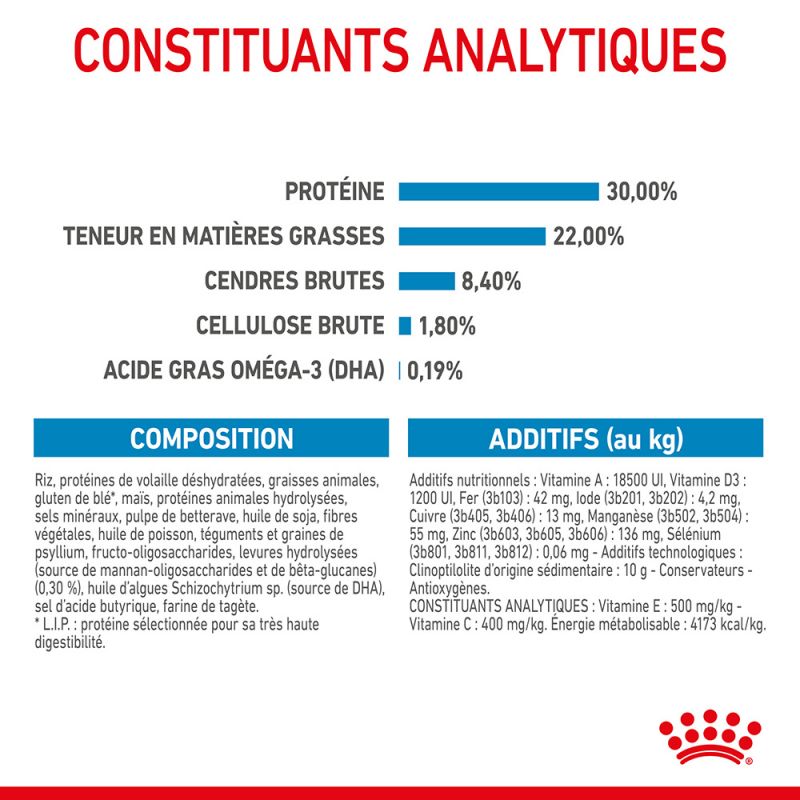 CONSTITUANTS ANALYTIQUES
PROTÉINE 30,00%
TENEUR EN MATIÈRES GRASSES 22,00%
CENDRES BRUTES 8,40%
CELLULOSE BRUTE 1,80%
ACIDE GRAS OMÉGA-3 (DHA) 0,19%
COMPOSITION
Riz, protéines de volaille déshydratées, graisses animales,
gluten de blé*, maïs, protéines animales hydrolysées,
sels minéraux, pulpe de betterave, huile de soja, fibres
végétales, huile de poisson, téguments et graines de
psyllium, fructo-oligosaccharides, levures hydrolysées
(source de mannan-oligosaccharides et de bêta-glucanes)
(0,30 %), huile d'algues Schizochytrium sp. (source de DHA),
sel d'acide butyrique, farine de tagète.
* L.I.P. : protéine sélectionnée pour sa très haute
digestibilité.
ADDITIFS (au kg)
Additifs nutritionnels : Vitamine A : 18500 UI, Vitamine D3 :
1200 UI, Fer (3b103) : 42 mg, Iode (3b201, 3b202) : 4,2 mg,
Cuivre (3b405, 3b406) : 13 mg, Manganèse (3b502, 3b504) :
55 mg, Zinc (3b603, 3b605, 3b606) : 136 mg, Sélénium
(3b801, 3b811, 3b812) : 0,06 mg - Additifs technologiques :
Clinoptilolite d'origine sédimentaire : 10 g - Conservateurs -
Antioxygènes.
CONSTITUANTS ANALYTIQUES : Vitamine E : 500 mg/kg -
Vitamine C : 400 mg/kg. Énergie métabolisable : 4173 kcal/kg.
®